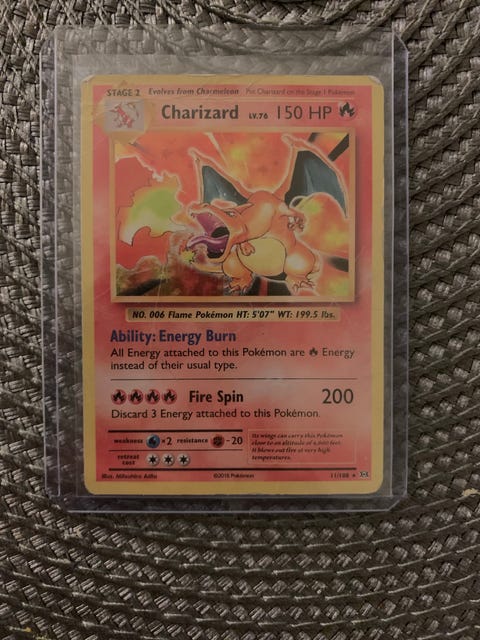 STAGE 2 Evolves from Charmeleon Put Charizard on the Stage 1 Pokémon
Charizard LV.76 150 HP
NO. 006 Flame Pokémon HT: 5'07" WT: 199.5 lbs.
Ability: Energy Burn
All Energy attached to this Pokémon are Energy
instead of their usual type.
Fire Spin 200
Discard 3 Energy attached to this Pokémon.
weakness ×2 resistance -20
retreat
cost
Its wings can carry this Pokémon
close to an altitude of 4,600 feet.
It blows out fire at very high
temperatures.
Illus. Mitsuhiro Arita ©2016 Pokémon 11/108 ★